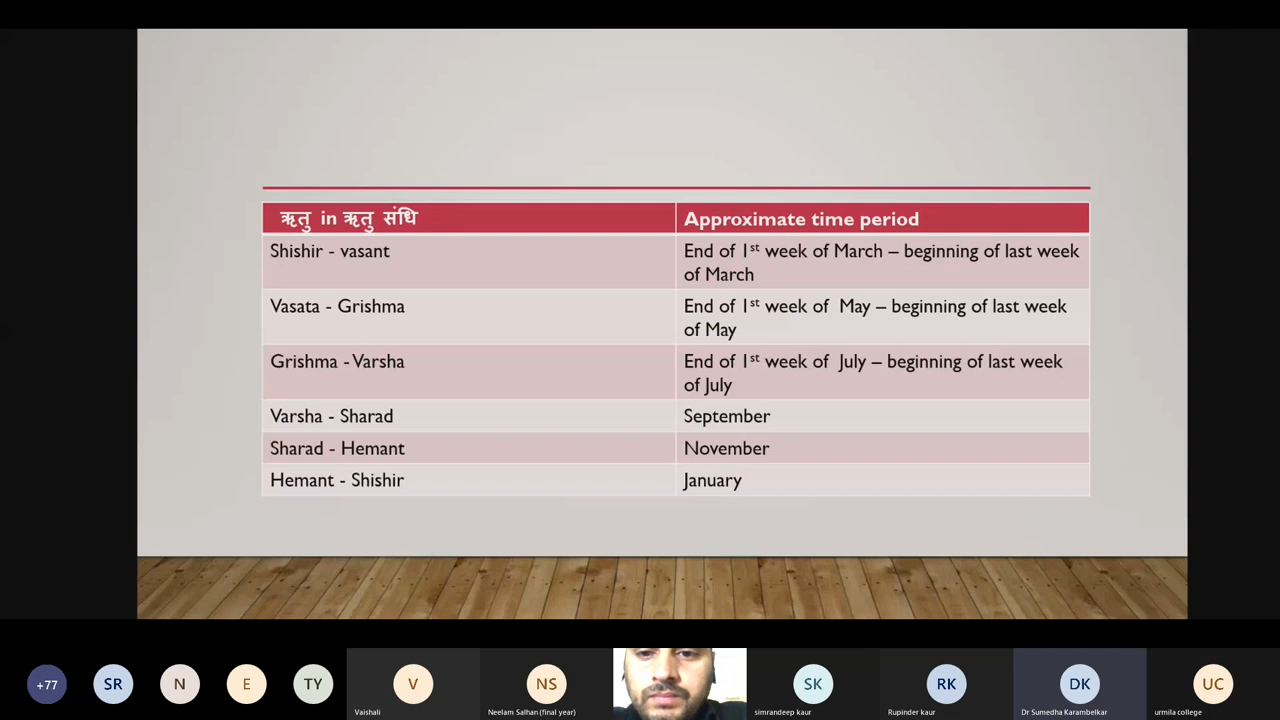 ऋतु in ऋतु संधि
Approximate time period
Shishir - vasant
End of 1st week of March – beginning of last week
of March
Vasata - Grishma
End of 1st week of May – beginning of last week
of May
Grishma - Varsha
End of 1st week of July – beginning of last week
of July
Varsha - Sharad
September
Sharad - Hemant
November
Hemant - Shishir
January
+77
SR
N
E
TY
V
Vaishali
NS
Neelam Salhan (final year)
SK
simrandeep kaur
RK
Rupinder kaur
DK
Dr Sumedha Karambelkar
UC
urmila college